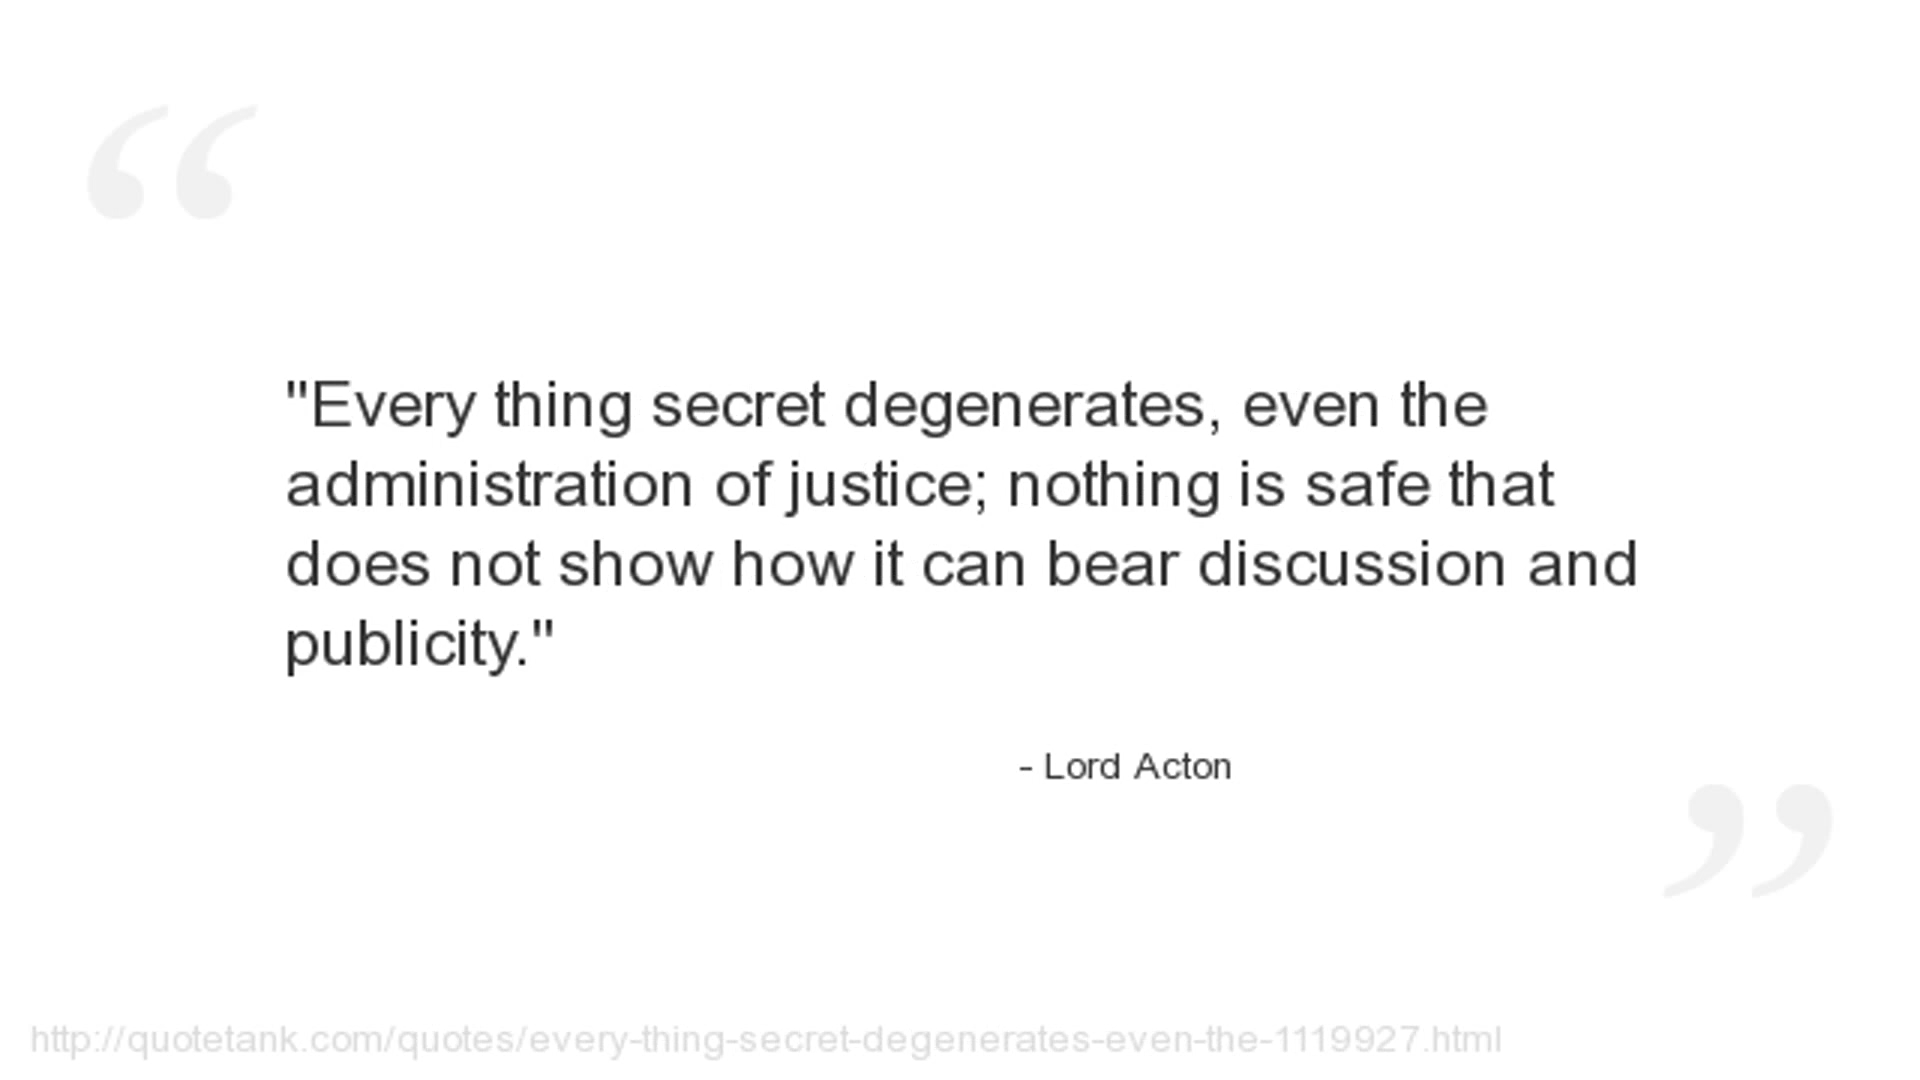 "Every thing secret degenerates, even the
administration of justice; nothing is safe that
does not show how it can bear discussion and
publicity."
- Lord Acton
http://quotetank.com/quotes/every-thing-secret-degenerates-even-the-1119927.html